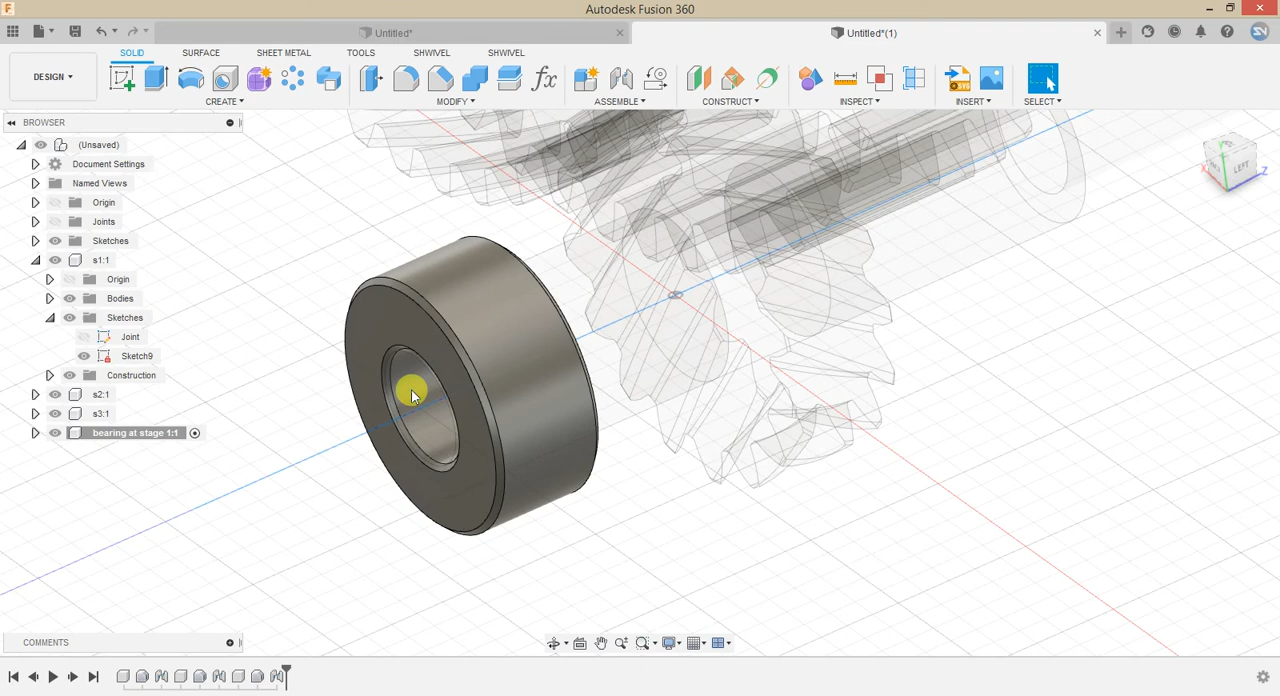 Autodesk Fusion 360
Untitled*
Untitled*(1)
SOLID SURFACE SHEET METAL TOOLS SHWIVEL SHWIVEL
DESIGN
CREATE MODIFY ASSEMBLE CONSTRUCT INSPECT INSERT SELECT
BROWSER
(Unsaved)
Document Settings
Named Views
Origin
Joints
Sketches
s1:1
Origin
Bodies
Sketches
Joint
Sketch9
Construction
s2:1
s3:1
bearing at stage 1:1
LEFT
X
Y
Z
COMMENTS